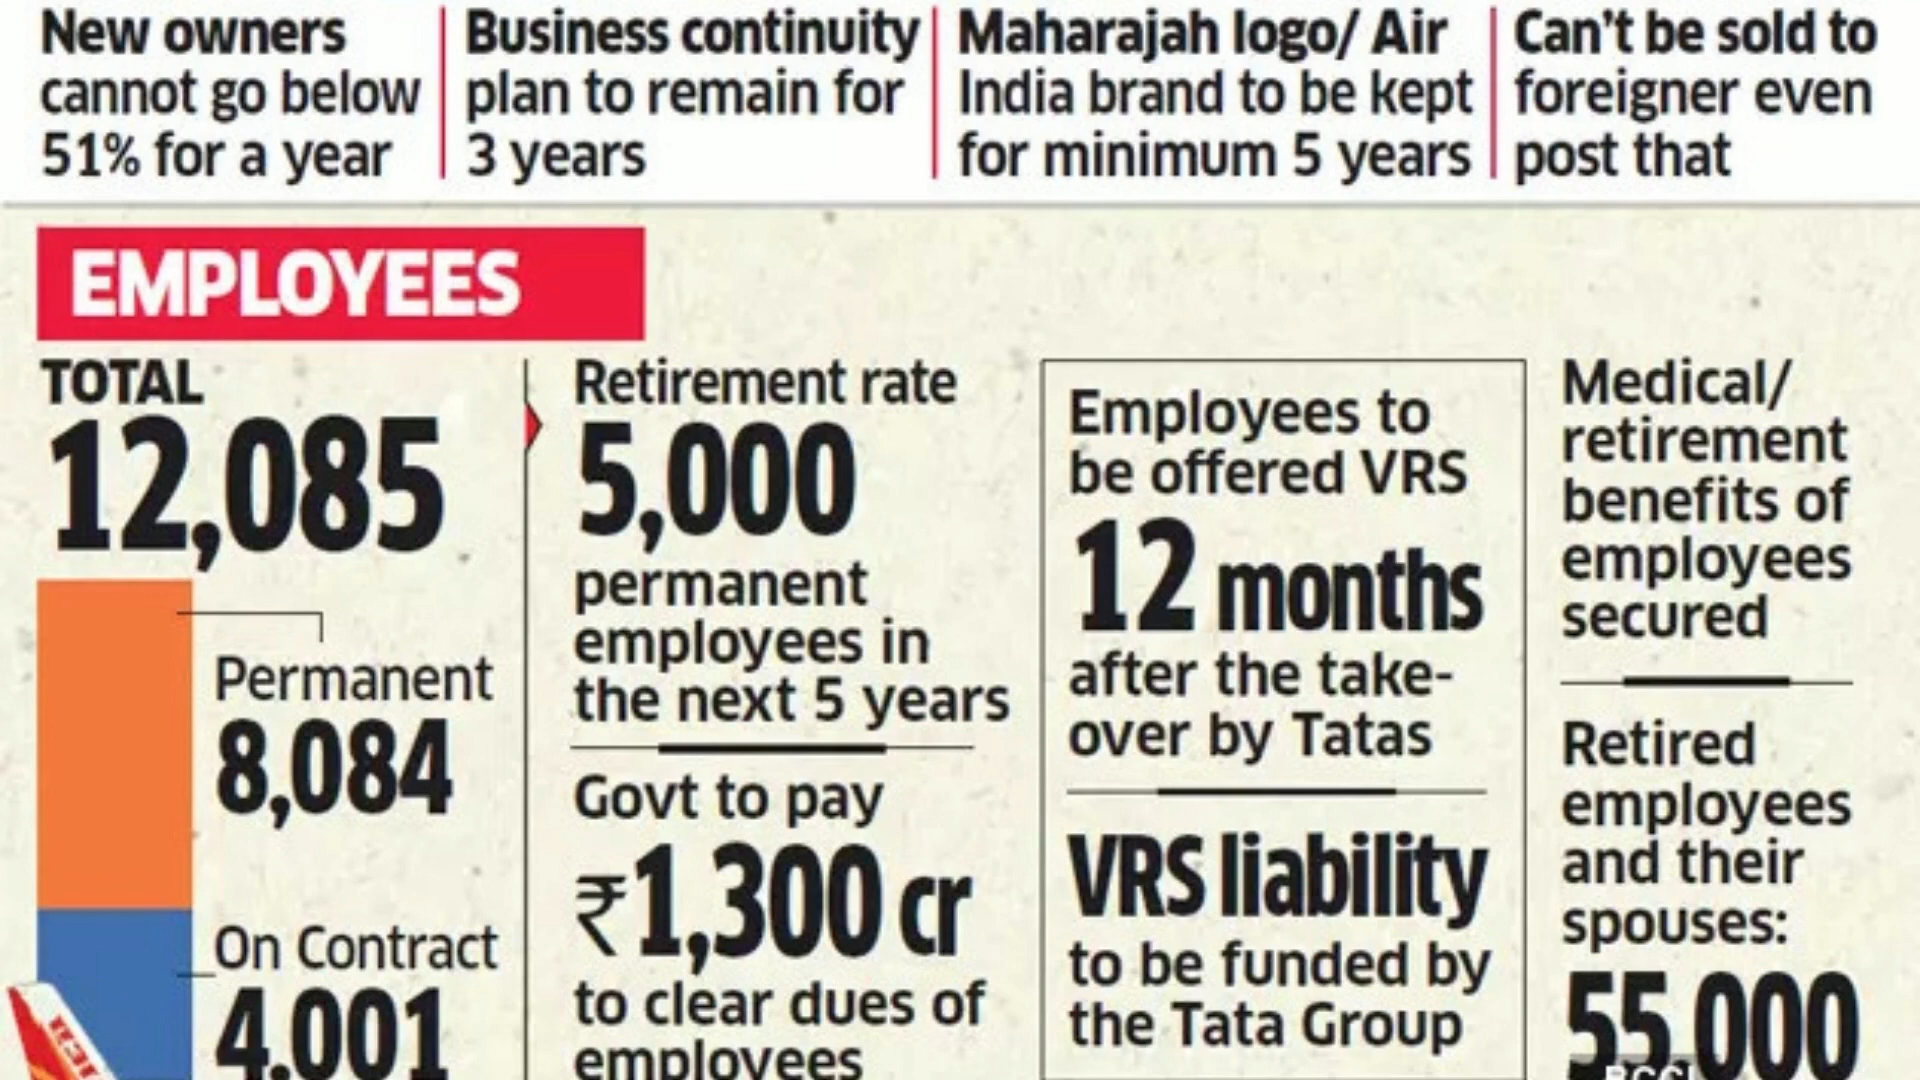 New owners
cannot go below
51% for a year
Business continuity
plan to remain for
3 years
Maharajah logo/ Air
India brand to be kept
for minimum 5 years
Can't be sold to
foreigner even
post that
EMPLOYEES
TOTAL
12,085
Permanent
8,084
On Contract
4,001
Retirement rate
5,000
permanent
employees in
the next 5 years
Govt to pay
₹1,300 cr
to clear dues of
employees
Employees to
be offered VRS
12 months
after the take-
over by Tatas
VRS liability
to be funded by
the Tata Group
Medical/
retirement
benefits of
employees
secured
Retired
employees
and their
spouses:
55,000